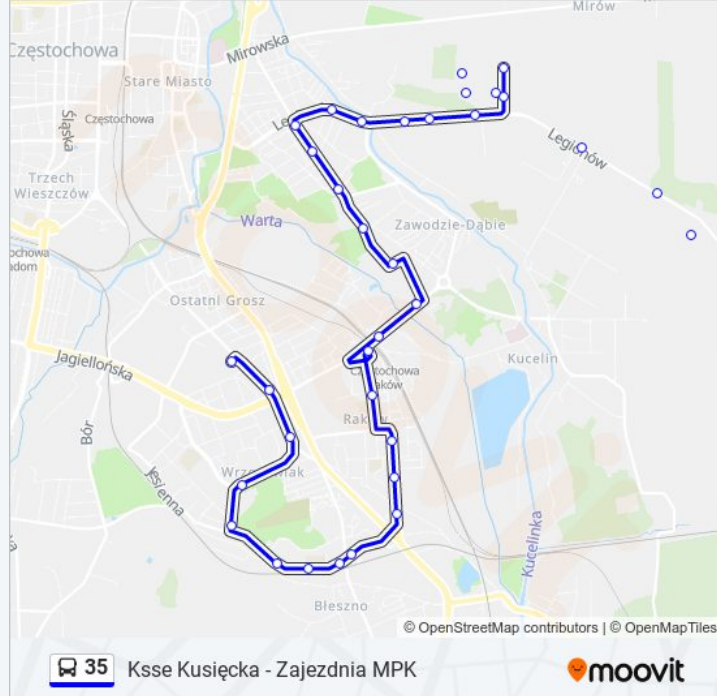 Mirów
Częstochowa
Mirowska
Stare Miasto
Częstochowa
Śląska
Legionów
Trzech
Wieszczów
Warta
Zawodzie-Dąbie
Ostatni Grosz
Jagiellońska
Kucelin
Bór
Jesienna
Kucelinka
Błeszno
© OpenStreetMap contributors | © OpenMapTiles
35 Ksse Kusięcka - Zajezdnia MPK moovit